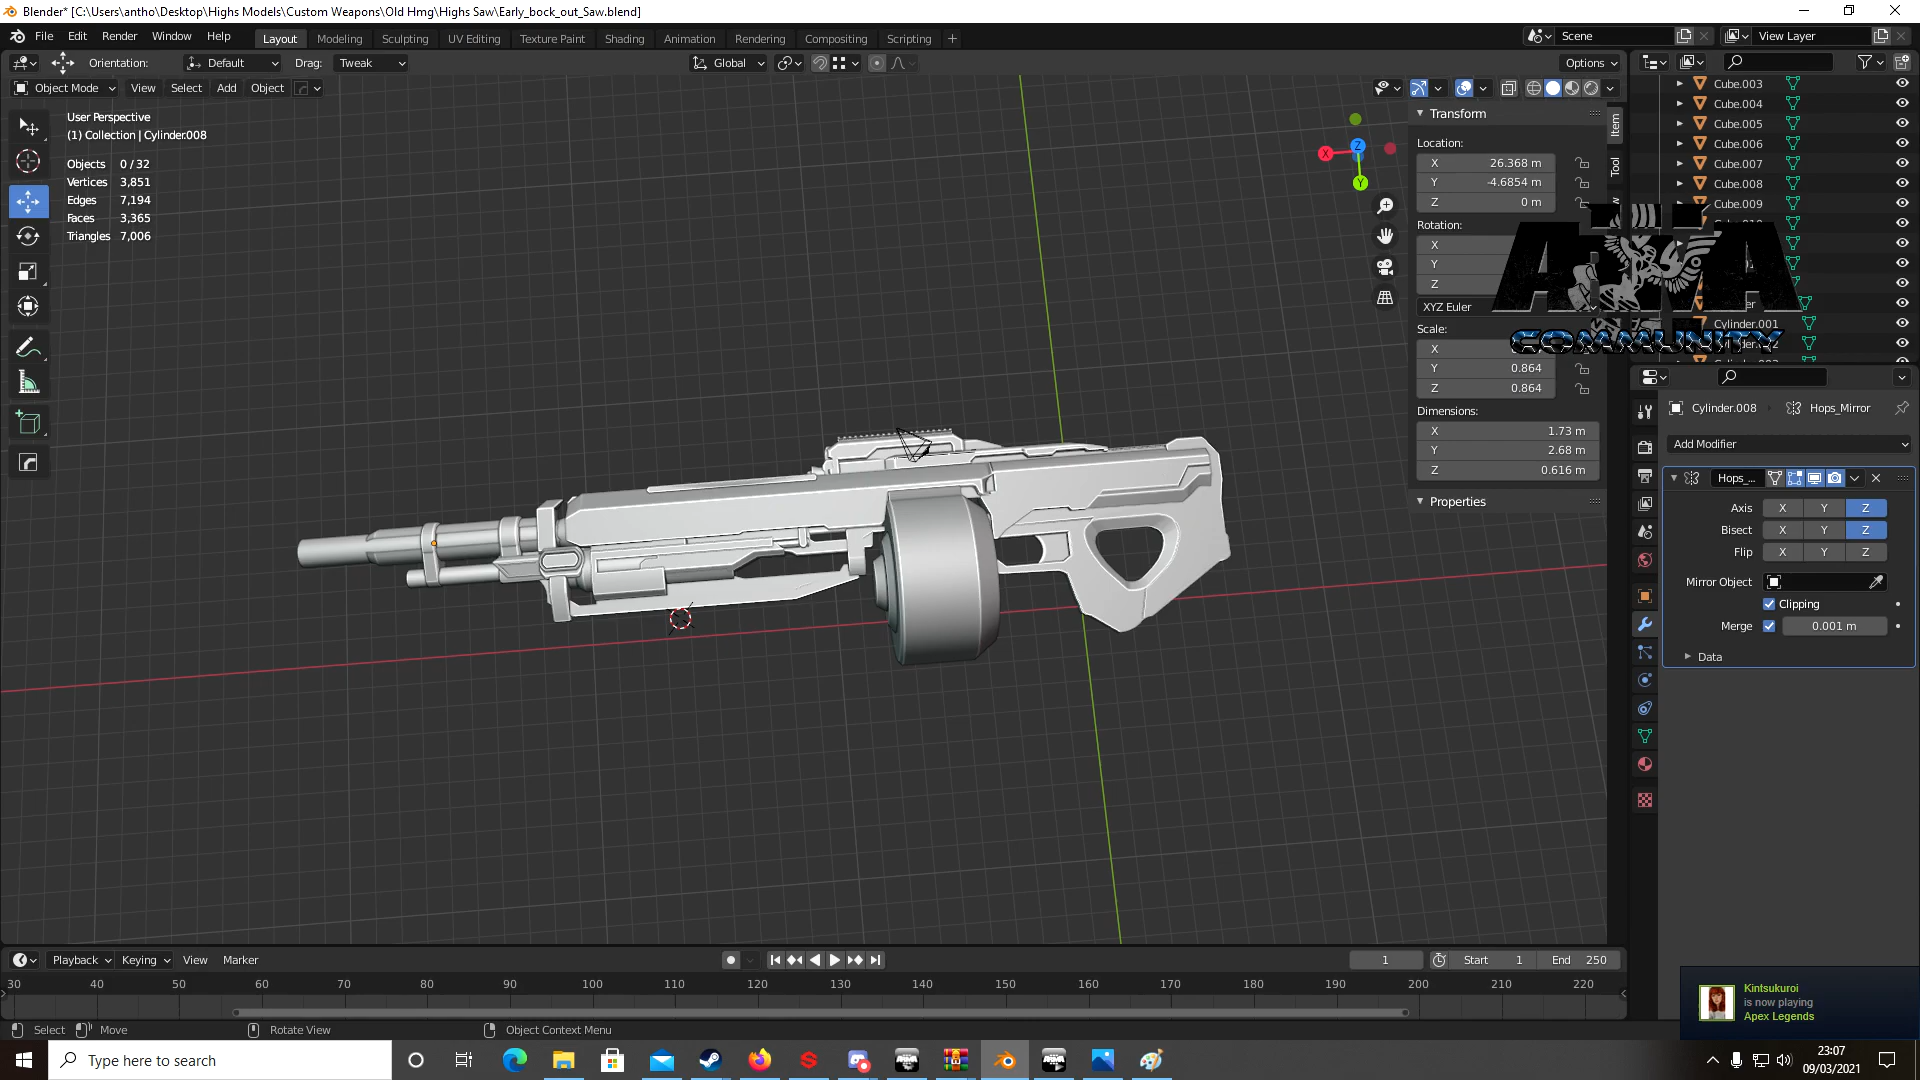 Blender* [C:\Users\antho\Desktop\Highs Models\Custom Weapons\Old Hmg\Highs Saw\Early_bock_out_Saw.blend]
File Edit Render Window Help
Layout Modeling Sculpting UV Editing Texture Paint Shading Animation Rendering Compositing Scripting +
Scene
View Layer
Orientation: Default Drag: Tweak
Global
Options
Object Mode View Select Add Object
User Perspective
(1) Collection | Cylinder.008
Objects 0 / 32
Vertices 3,851
Edges 7,194
Faces 3,365
Triangles 7,006
X
Z
Y
Transform
Location:
X 26.368 m
Y -4.6854 m
Z 0 m
Rotation:
X
Y
Z
XYZ Euler
Scale:
X
Y 0.864
Z 0.864
Dimensions:
X 1.73 m
Y 2.68 m
Z 0.616 m
Properties
Item
Tool
Cube.003
Cube.004
Cube.005
Cube.006
Cube.007
Cube.008
Cube.009
Cylinder.001
ARMA
COMMUNITY
Cylinder.008 Hops_Mirror
Add Modifier
Hops_...
Axis X Y Z
Bisect X Y Z
Flip X Y Z
Mirror Object
Clipping
Merge 0.001 m
Data
Playback Keying View Marker
1
Start 1
End 250
30 40 50 60 70 80 90 100 110 120 130 140 150 160 170 180 190 200 210 220
Select Move Rotate View Object Context Menu
Kintsukuroi
is now playing
Apex Legends
Type here to search
23:07
09/03/2021